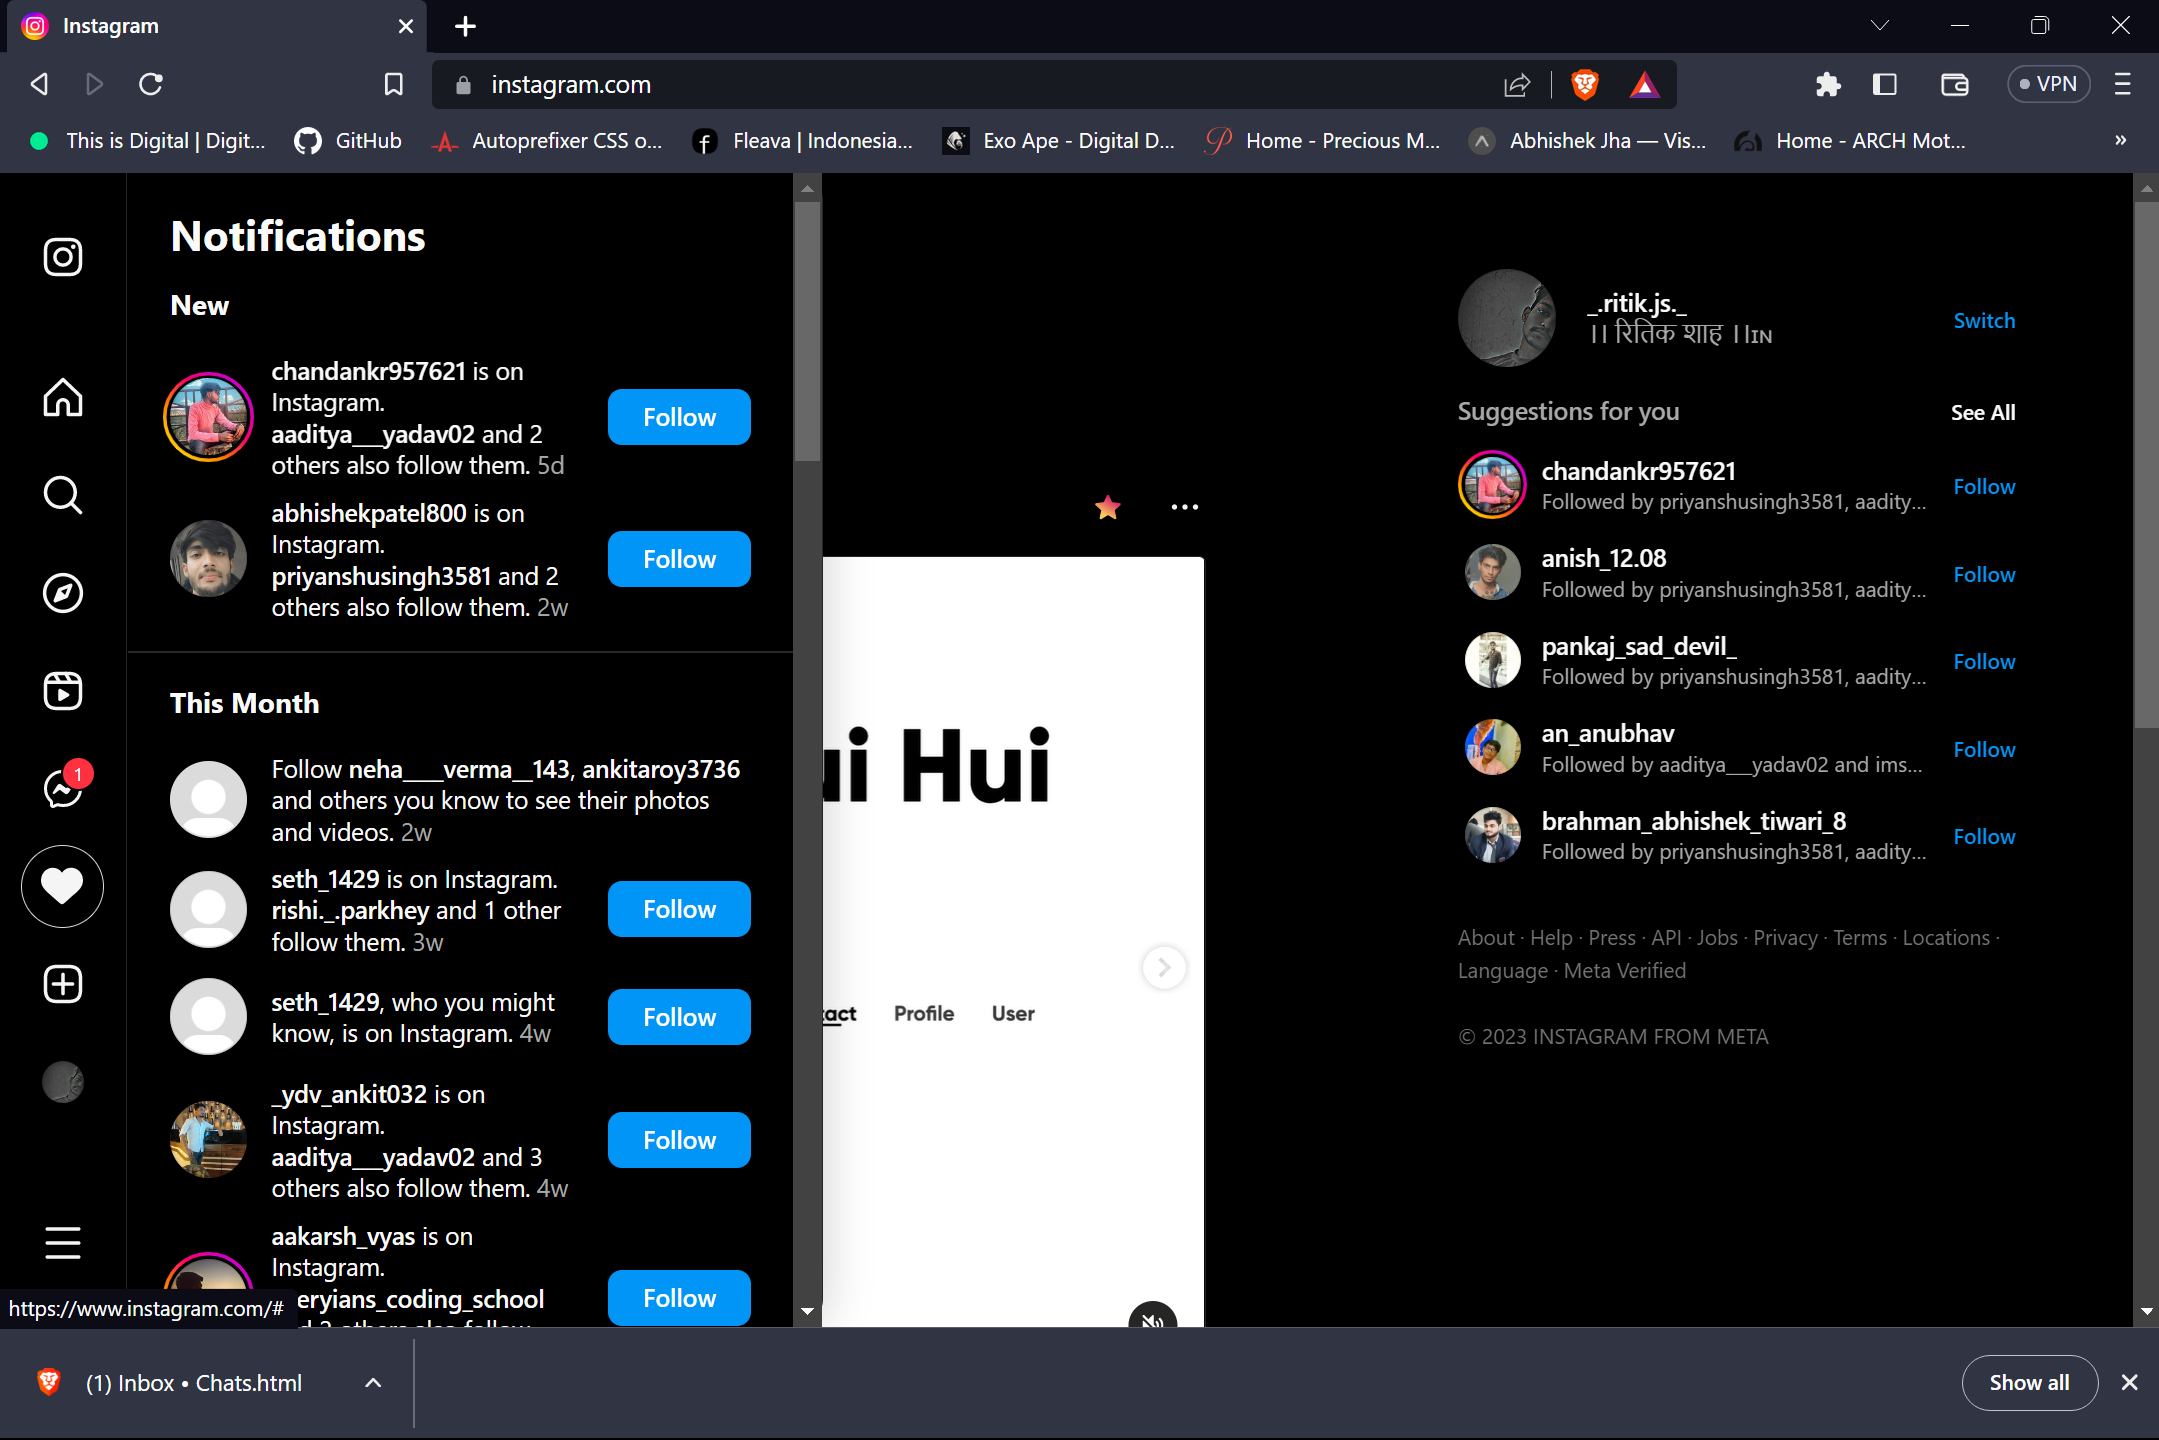 Instagram
instagram.com
VPN
This is Digital | Digit...
GitHub
Autoprefixer CSS o...
Fleava | Indonesia...
Exo Ape - Digital D...
Home - Precious M...
Abhishek Jha — Vis...
Home - ARCH Mot...
»
Notifications
New
chandankr957621 is on
Instagram.
aaditya___yadav02 and 2
others also follow them. 5d
Follow
abhishekpatel800 is on
Instagram.
priyanshusingh3581 and 2
others also follow them. 2w
Follow
This Month
Follow neha____verma__143, ankitaroy3736
and others you know to see their photos
and videos. 2w
seth_1429 is on Instagram.
rishi._.parkhey and 1 other
follow them. 3w
Follow
seth_1429, who you might
know, is on Instagram. 4w
Follow
_ydv_ankit032 is on
Instagram.
aaditya___yadav02 and 3
others also follow them. 4w
Follow
aakarsh_vyas is on
Instagram.
eryians_coding_school
Follow
1
https://www.instagram.com/#
ui Hui
tact
Profile
User
_.ritik.js._
।। रितिक शाह ।।ɪɴ
Switch
Suggestions for you
See All
chandankr957621
Followed by priyanshusingh3581, aadity...
Follow
anish_12.08
Followed by priyanshusingh3581, aadity...
Follow
pankaj_sad_devil_
Followed by priyanshusingh3581, aadity...
Follow
an_anubhav
Followed by aaditya___yadav02 and ims...
Follow
brahman_abhishek_tiwari_8
Followed by priyanshusingh3581, aadity...
Follow
About · Help · Press · API · Jobs · Privacy · Terms · Locations ·
Language · Meta Verified
© 2023 INSTAGRAM FROM META
(1) Inbox • Chats.html
Show all